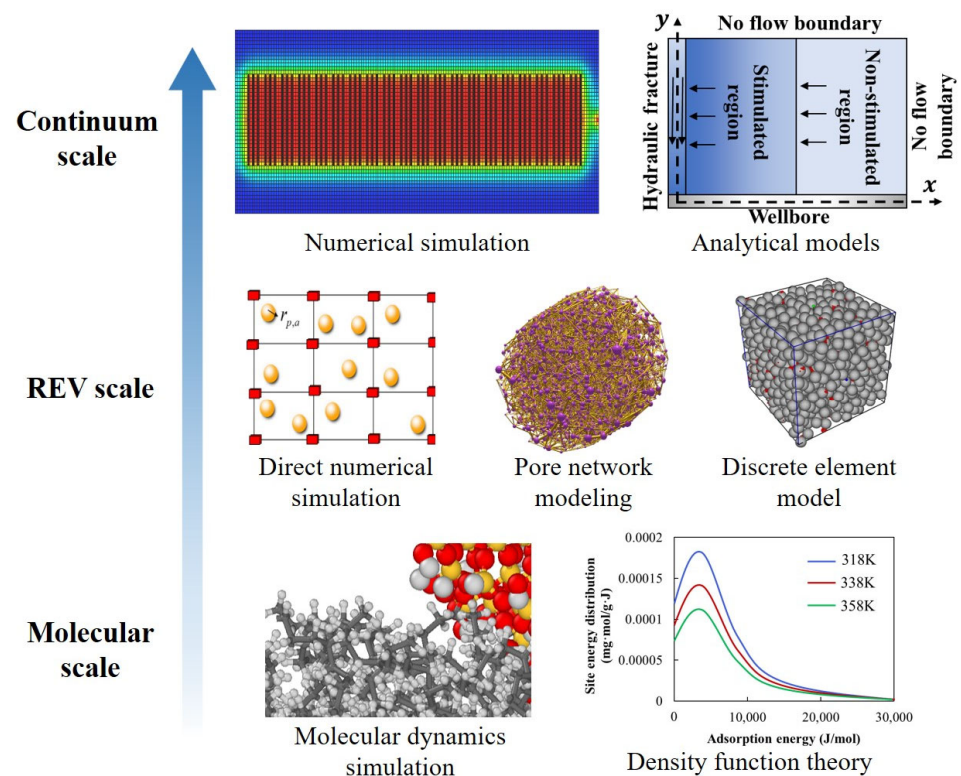 Continuum
scale
Numerical simulation
y
No flow boundary
Hydraulic fracture
Stimulated
region
Non-stimulated
region
No flow
boundary
x
Wellbore
Analytical models
REV scale
r_{p,a}
Direct numerical
simulation
Pore network
modeling
Discrete element
model
Molecular
scale
Molecular dynamics
simulation
Site energy distribution
(mg·mol/g·J)
0.0002
0.00015
0.0001
0.00005
0
318K
338K
358K
0
10,000
20,000
30,000
Adsorption energy (J/mol)
Density function theory